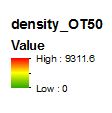 density_OT50
Value
High : 9311.6
Low : 0